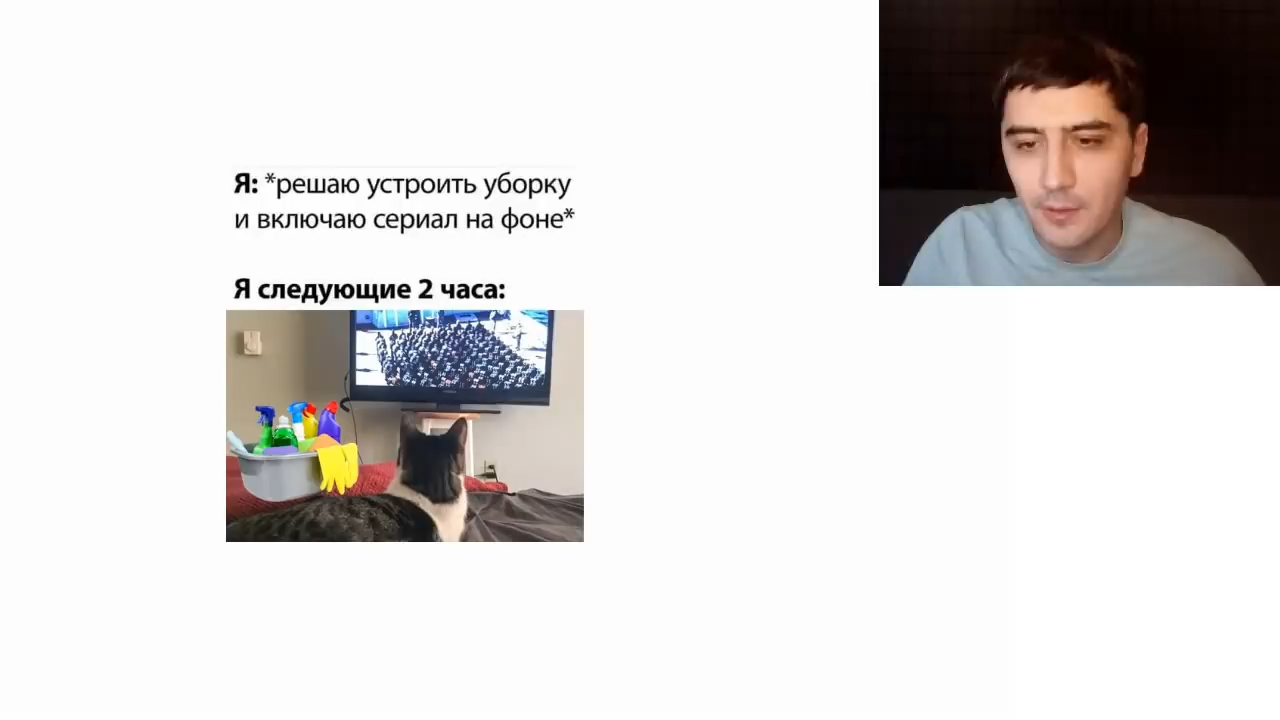 Я: *решаю устроить уборку
и включаю сериал на фоне*
Я следующие 2 часа: